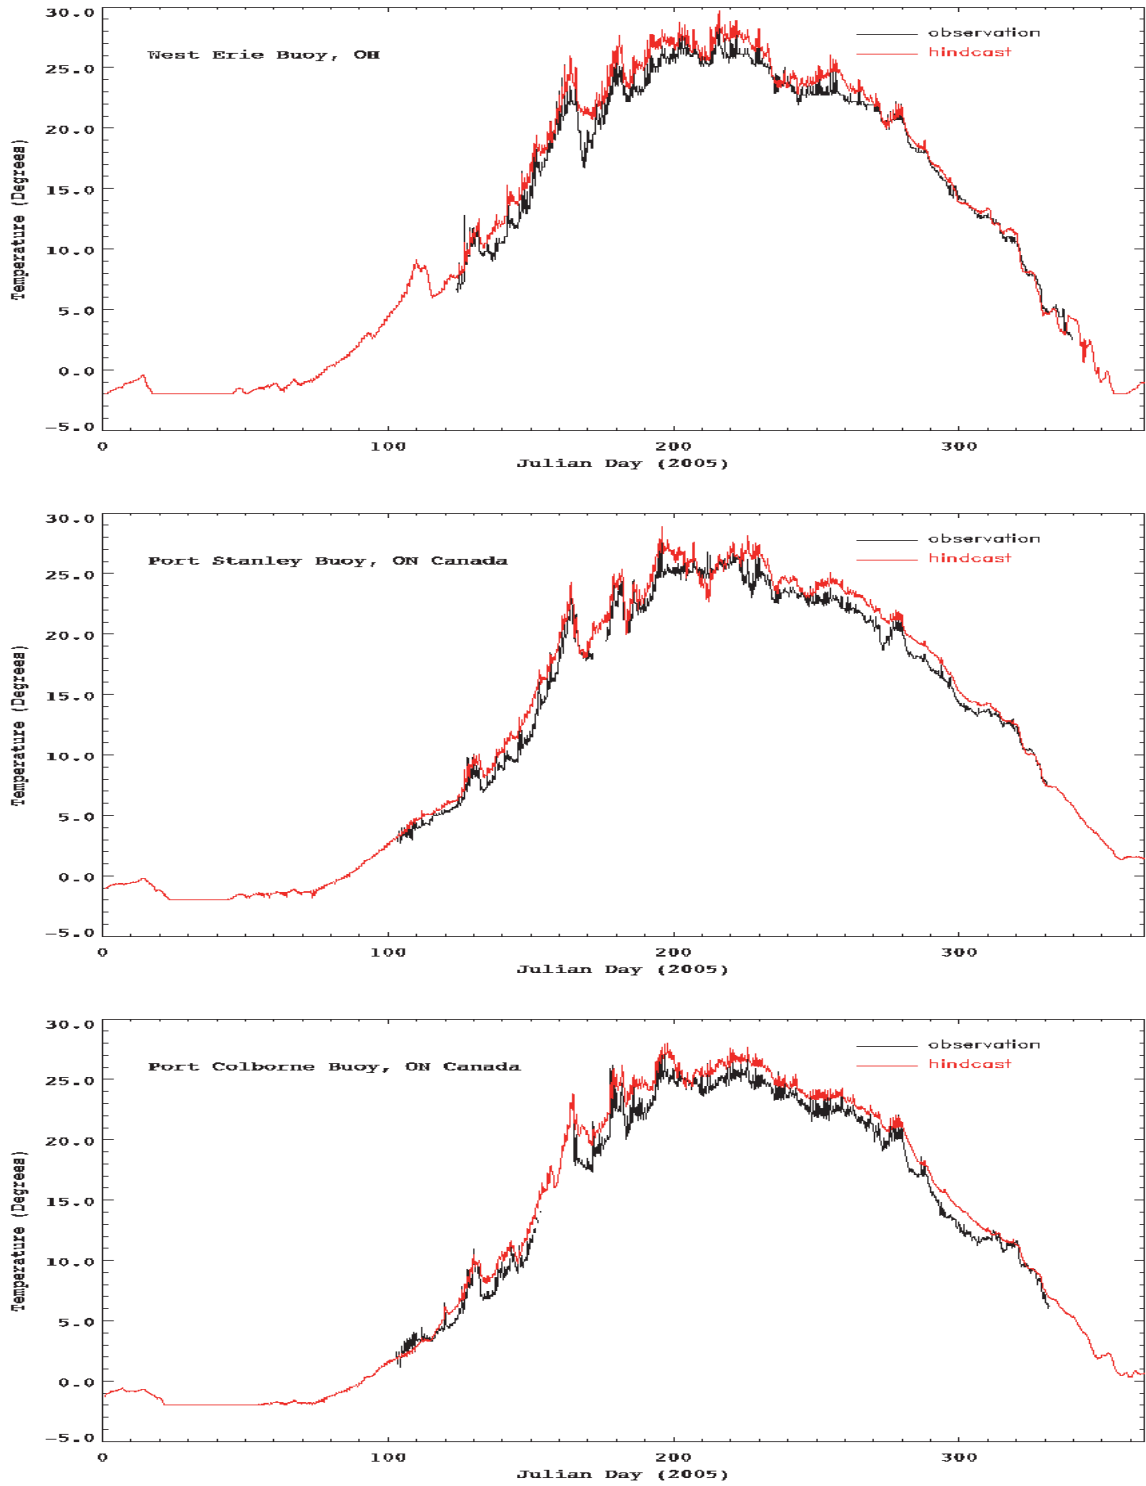 West Erie Buoy, OH
observation
hindcast
Temperature (Degrees)
30.0
25.0
20.0
15.0
10.0
5.0
0.0
-5.0
0 100 200 300
Julian Day (2005)
Port Stanley Buoy, ON Canada
observation
hindcast
Temperature (Degrees)
30.0
25.0
20.0
15.0
10.0
5.0
0.0
-5.0
0 100 200 300
Julian Day (2005)
Port Colborne Buoy, ON Canada
observation
hindcast
Temperature (Degrees)
30.0
25.0
20.0
15.0
10.0
5.0
0.0
-5.0
0 100 200 300
Julian Day (2005)